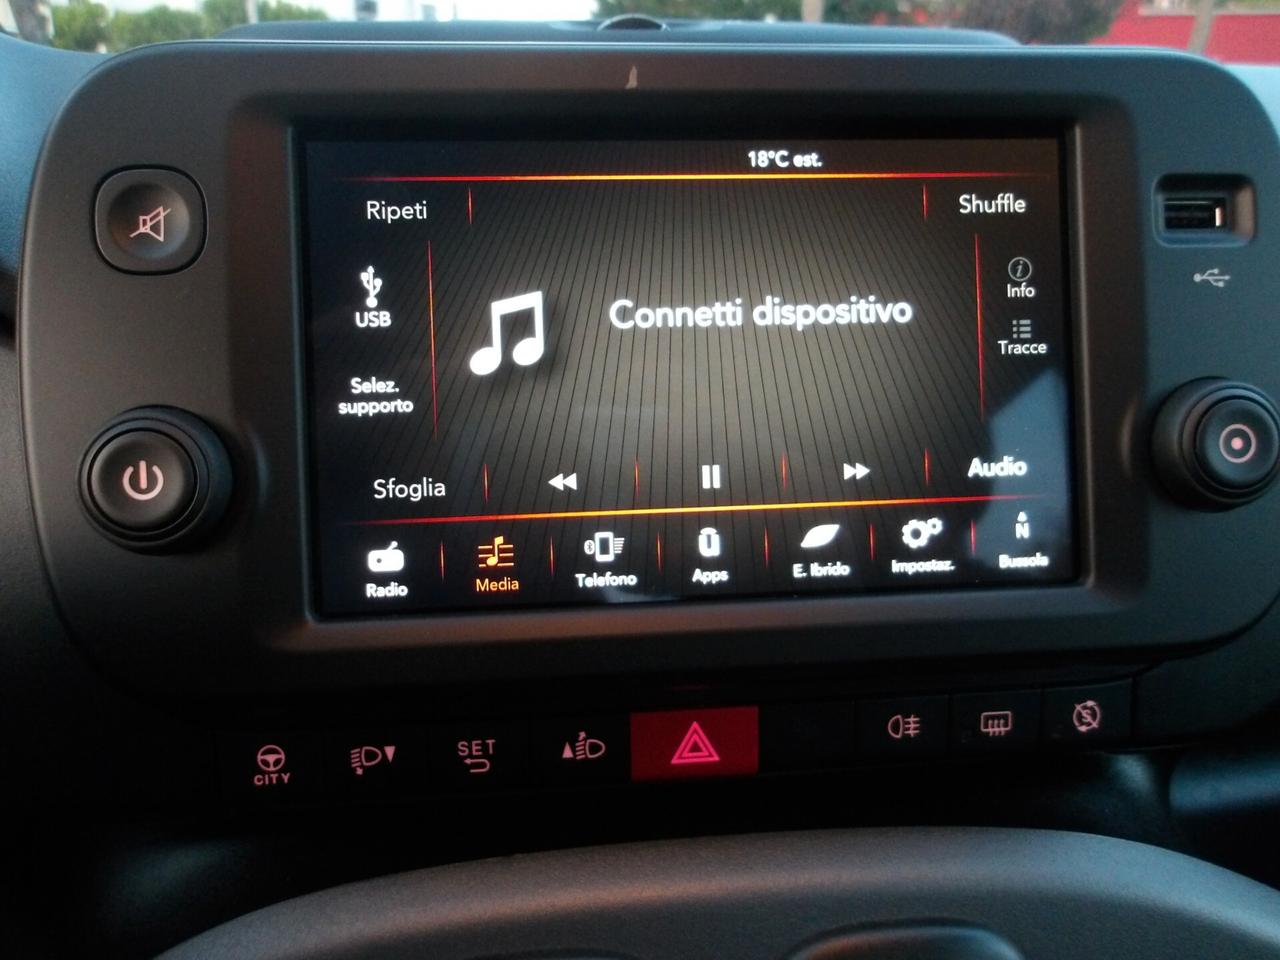 18°C est.
Ripeti
Shuffle
USB
Connetti dispositivo
Info
Tracce
Selez.
supporto
Sfoglia
Audio
Radio
Media
Telefono
Apps
E. Ibrido
Impostaz.
N
Bussola
CITY
SET